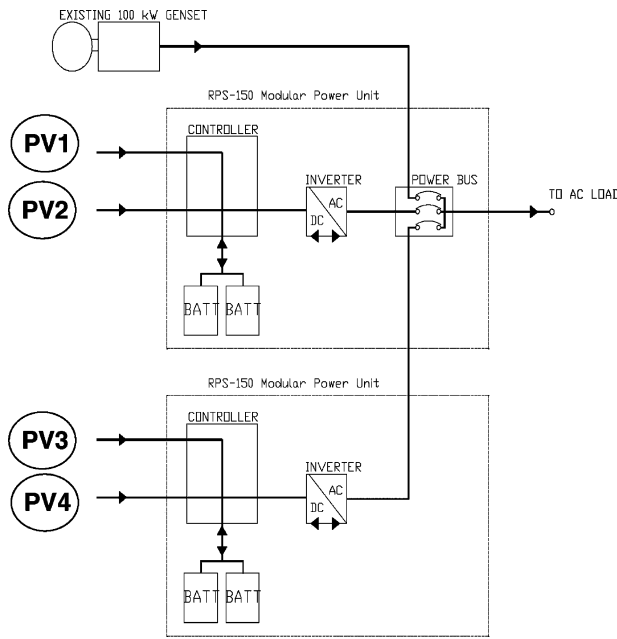 EXISTING 100 kW GENSET
RPS-150 Modular Power Unit
CONTROLLER
PV1
PV2
INVERTER
AC
DC
POWER BUS
TO AC LOAD
BATT
BATT
RPS-150 Modular Power Unit
CONTROLLER
PV3
PV4
INVERTER
AC
DC
BATT
BATT